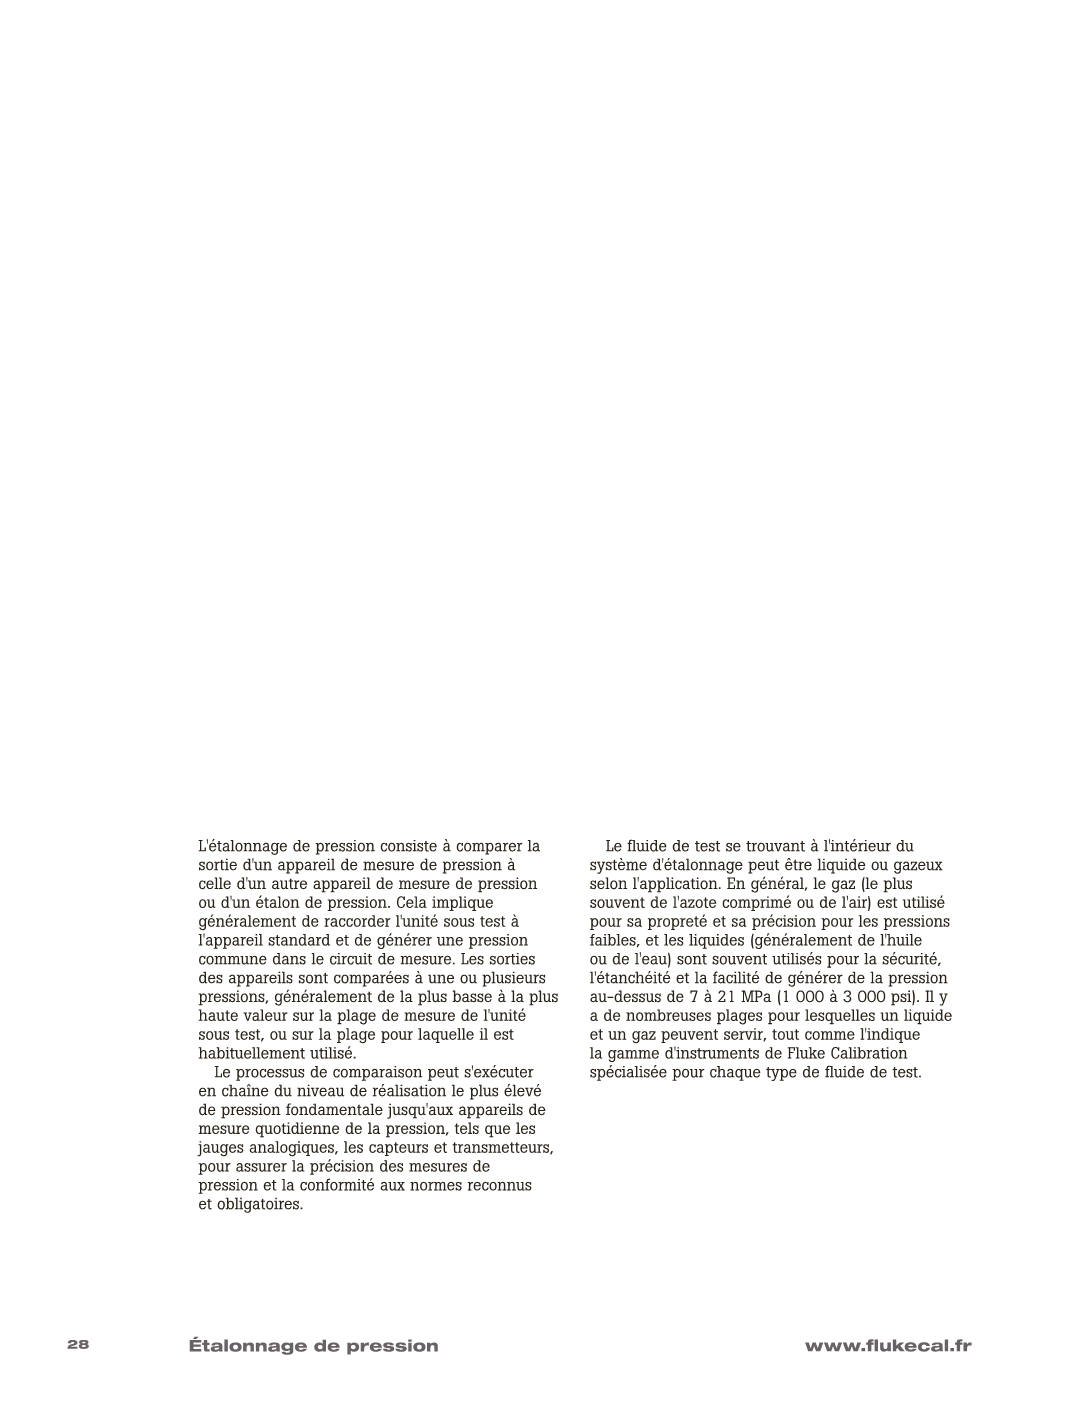 L'étalonnage de pression consiste à comparer la
sortie d'un appareil de mesure de pression à
celle d'un autre appareil de mesure de pression
ou d'un étalon de pression. Cela implique
généralement de raccorder l'unité sous test à
l'appareil standard et de générer une pression
commune dans le circuit de mesure. Les sorties
des appareils sont comparées à une ou plusieurs
pressions, généralement de la plus basse à la plus
haute valeur sur la plage de mesure de l'unité
sous test, ou sur la plage pour laquelle il est
habituellement utilisé.
Le processus de comparaison peut s'exécuter
en chaîne du niveau de réalisation le plus élevé
de pression fondamentale jusqu'aux appareils de
mesure quotidienne de la pression, tels que les
jauges analogiques, les capteurs et transmetteurs,
pour assurer la précision des mesures de
pression et la conformité aux normes reconnus
et obligatoires.
Le fluide de test se trouvant à l'intérieur du
système d'étalonnage peut être liquide ou gazeux
selon l'application. En général, le gaz (le plus
souvent de l'azote comprimé ou de l'air) est utilisé
pour sa propreté et sa précision pour les pressions
faibles, et les liquides (généralement de l'huile
ou de l'eau) sont souvent utilisés pour la sécurité,
l'étanchéité et la facilité de générer de la pression
au-dessus de 7 à 21 MPa (1 000 à 3 000 psi). Il y
a de nombreuses plages pour lesquelles un liquide
et un gaz peuvent servir, tout comme l'indique
la gamme d'instruments de Fluke Calibration
spécialisée pour chaque type de fluide de test.
28 Étalonnage de pression www.flukecal.fr